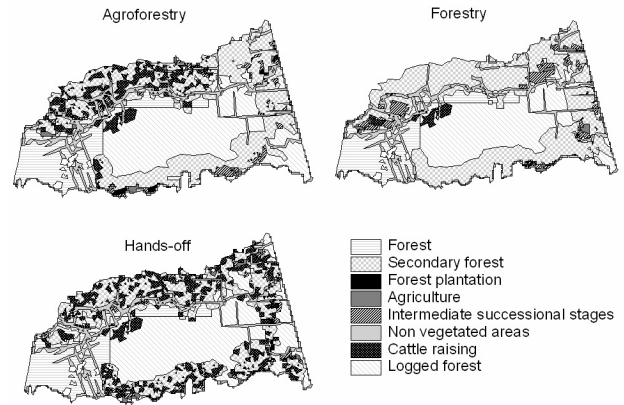 Agroforestry
Forestry
Hands-off
Forest
Secondary forest
Forest plantation
Agriculture
Intermediate successional stages
Non vegetated areas
Cattle raising
Logged forest